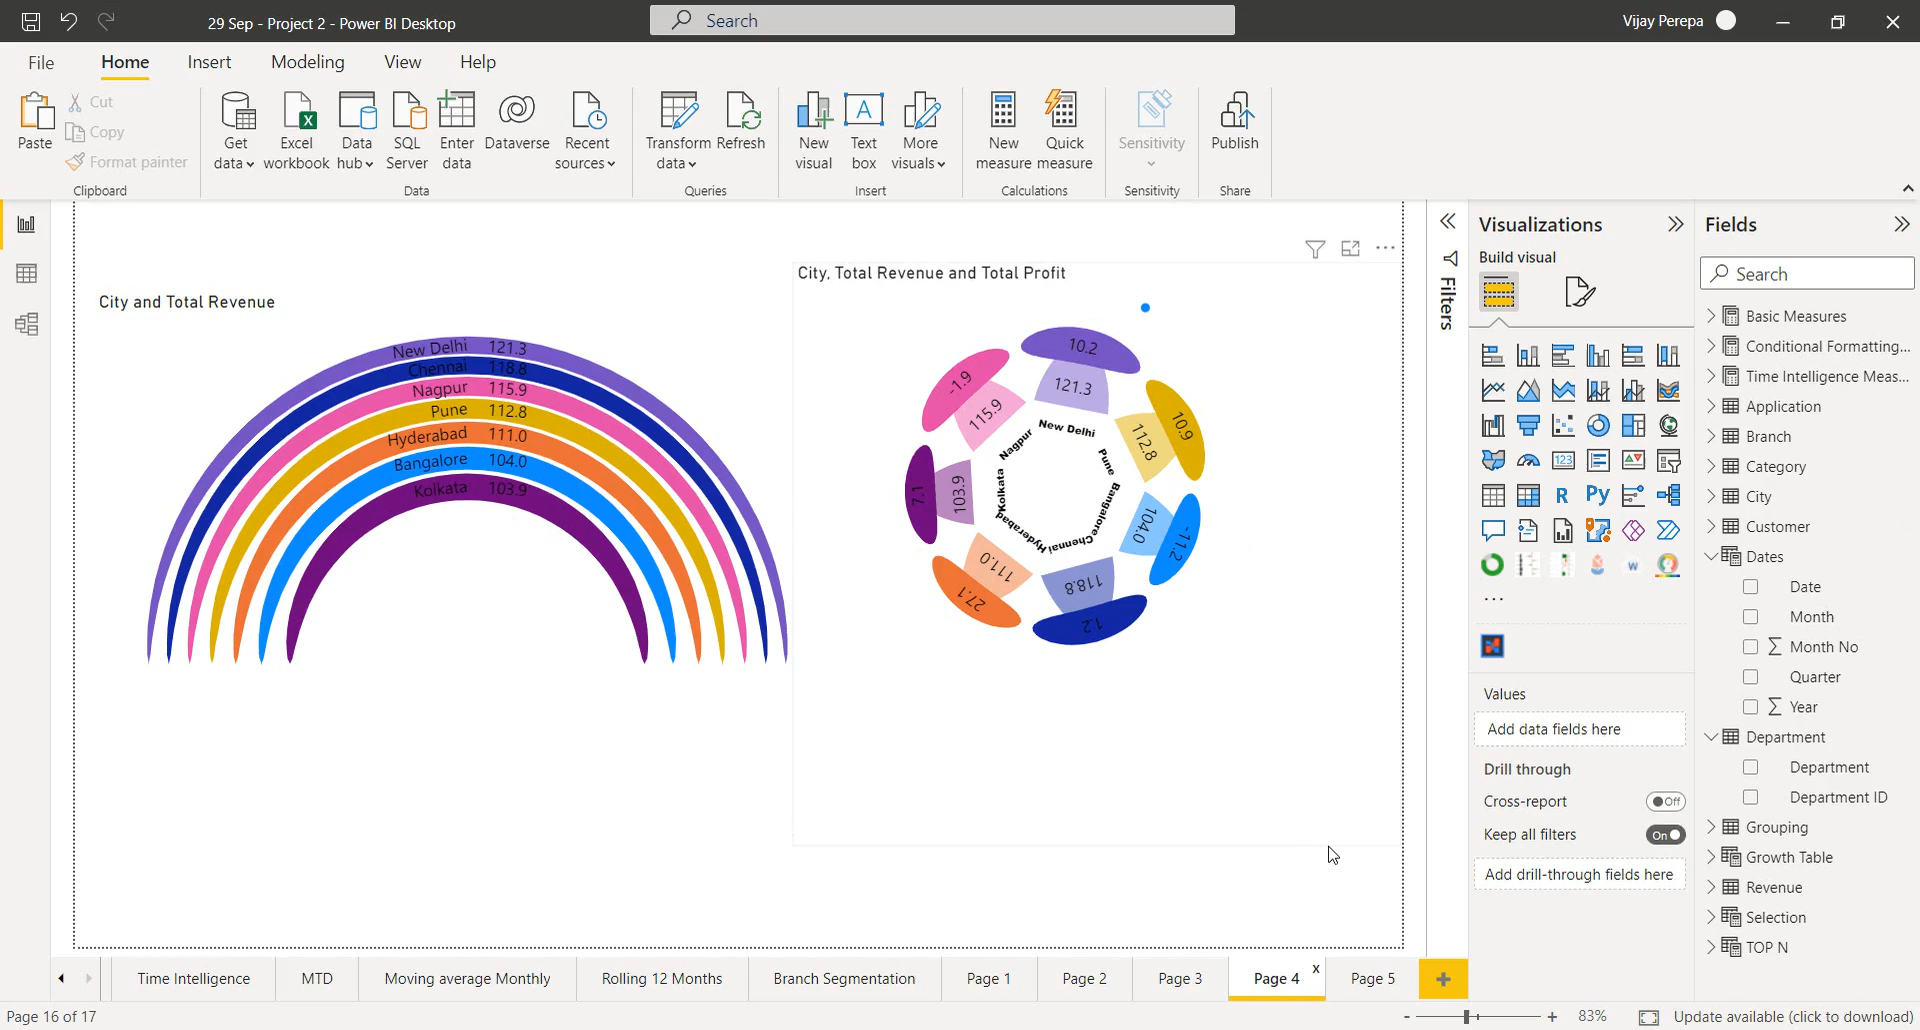 29 Sep - Project 2 - Power BI Desktop
Search
Vijay Perepa
File
Home
Insert
Modeling
View
Help
Paste
Cut
Copy
Format painter
Clipboard
Get data
Excel workbook
Data hub
SQL Server
Enter data
Dataverse
Recent sources
Data
Transform data
Refresh
Queries
New visual
Text box
More visuals
Insert
New measure
Quick measure
Calculations
Sensitivity
Sensitivity
Publish
Share
City and Total Revenue
New Delhi 121.3
Chennai 118.8
Nagpur 115.9
Pune 112.8
Hyderabad 111.0
Bangalore 104.0
Kolkata 103.9
City, Total Revenue and Total Profit
10.2
121.3
New Delhi
10.9
112.8
Pune
-11.2
104.0
Bangalore
1.2
118.8
Chennai
27.1
111.0
Hyderabad
7.1
103.9
Kolkata
-1.9
115.9
Nagpur
Filters
Visualizations
Build visual
123
R
Py
W
Values
Add data fields here
Drill through
Cross-report
Off
Keep all filters
On
Add drill-through fields here
Fields
Search
Basic Measures
Conditional Formatting...
Time Intelligence Meas...
Application
Branch
Category
City
Customer
Dates
Date
Month
Month No
Quarter
Year
Department
Department
Department ID
Grouping
Growth Table
Revenue
Selection
TOP N
Time Intelligence
MTD
Moving average Monthly
Rolling 12 Months
Branch Segmentation
Page 1
Page 2
Page 3
Page 4
Page 5
Page 16 of 17
83%
Update available (click to download)